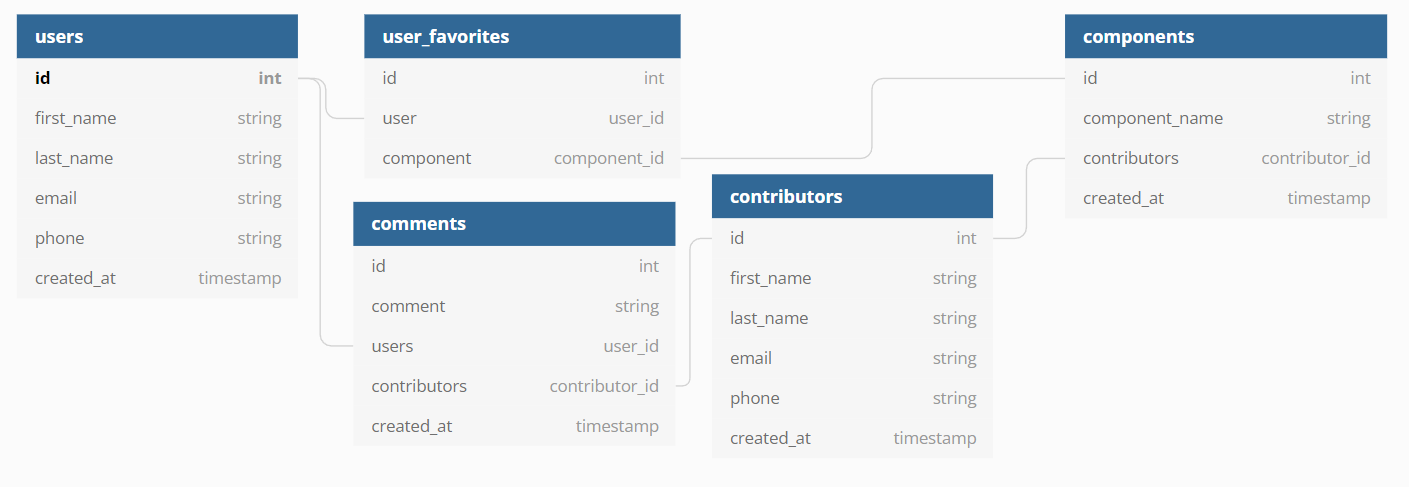 users
id int
first_name string
last_name string
email string
phone string
created_at timestamp
user_favorites
id int
user user_id
component component_id
comments
id int
comment string
users user_id
contributors contributor_id
created_at timestamp
contributors
id int
first_name string
last_name string
email string
phone string
created_at timestamp
components
id int
component_name string
contributors contributor_id
created_at timestamp